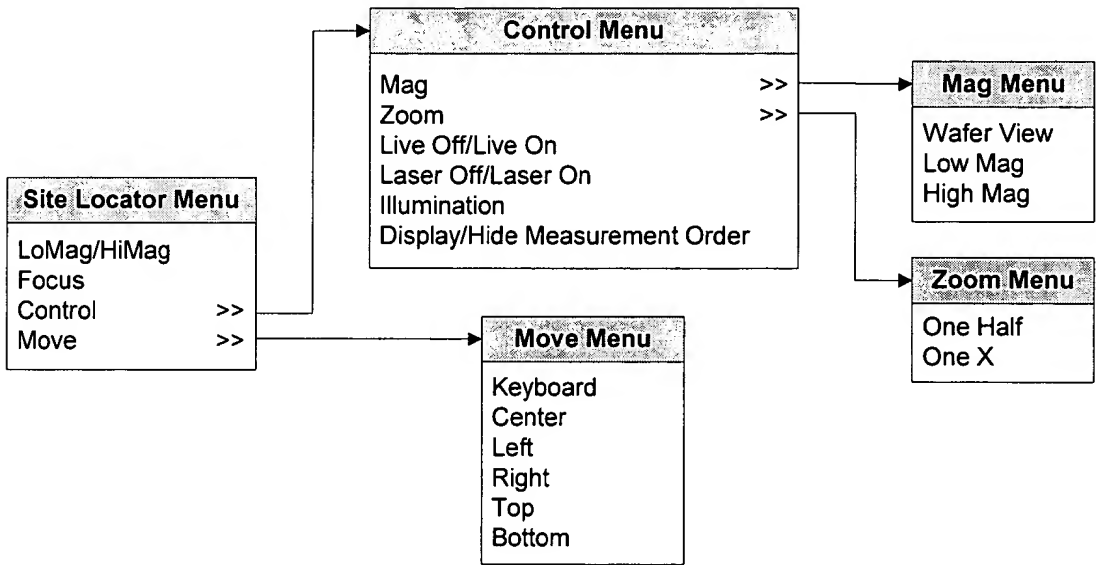 Control Menu
Mag >>
Zoom >>
Live Off/Live On
Laser Off/Laser On
Illumination
Display/Hide Measurement Order
Mag Menu
Wafer View
Low Mag
High Mag
Site Locator Menu
LoMag/HiMag
Focus
Control >>
Move >>
Zoom Menu
One Half
One X
Move Menu
Keyboard
Center
Left
Right
Top
Bottom